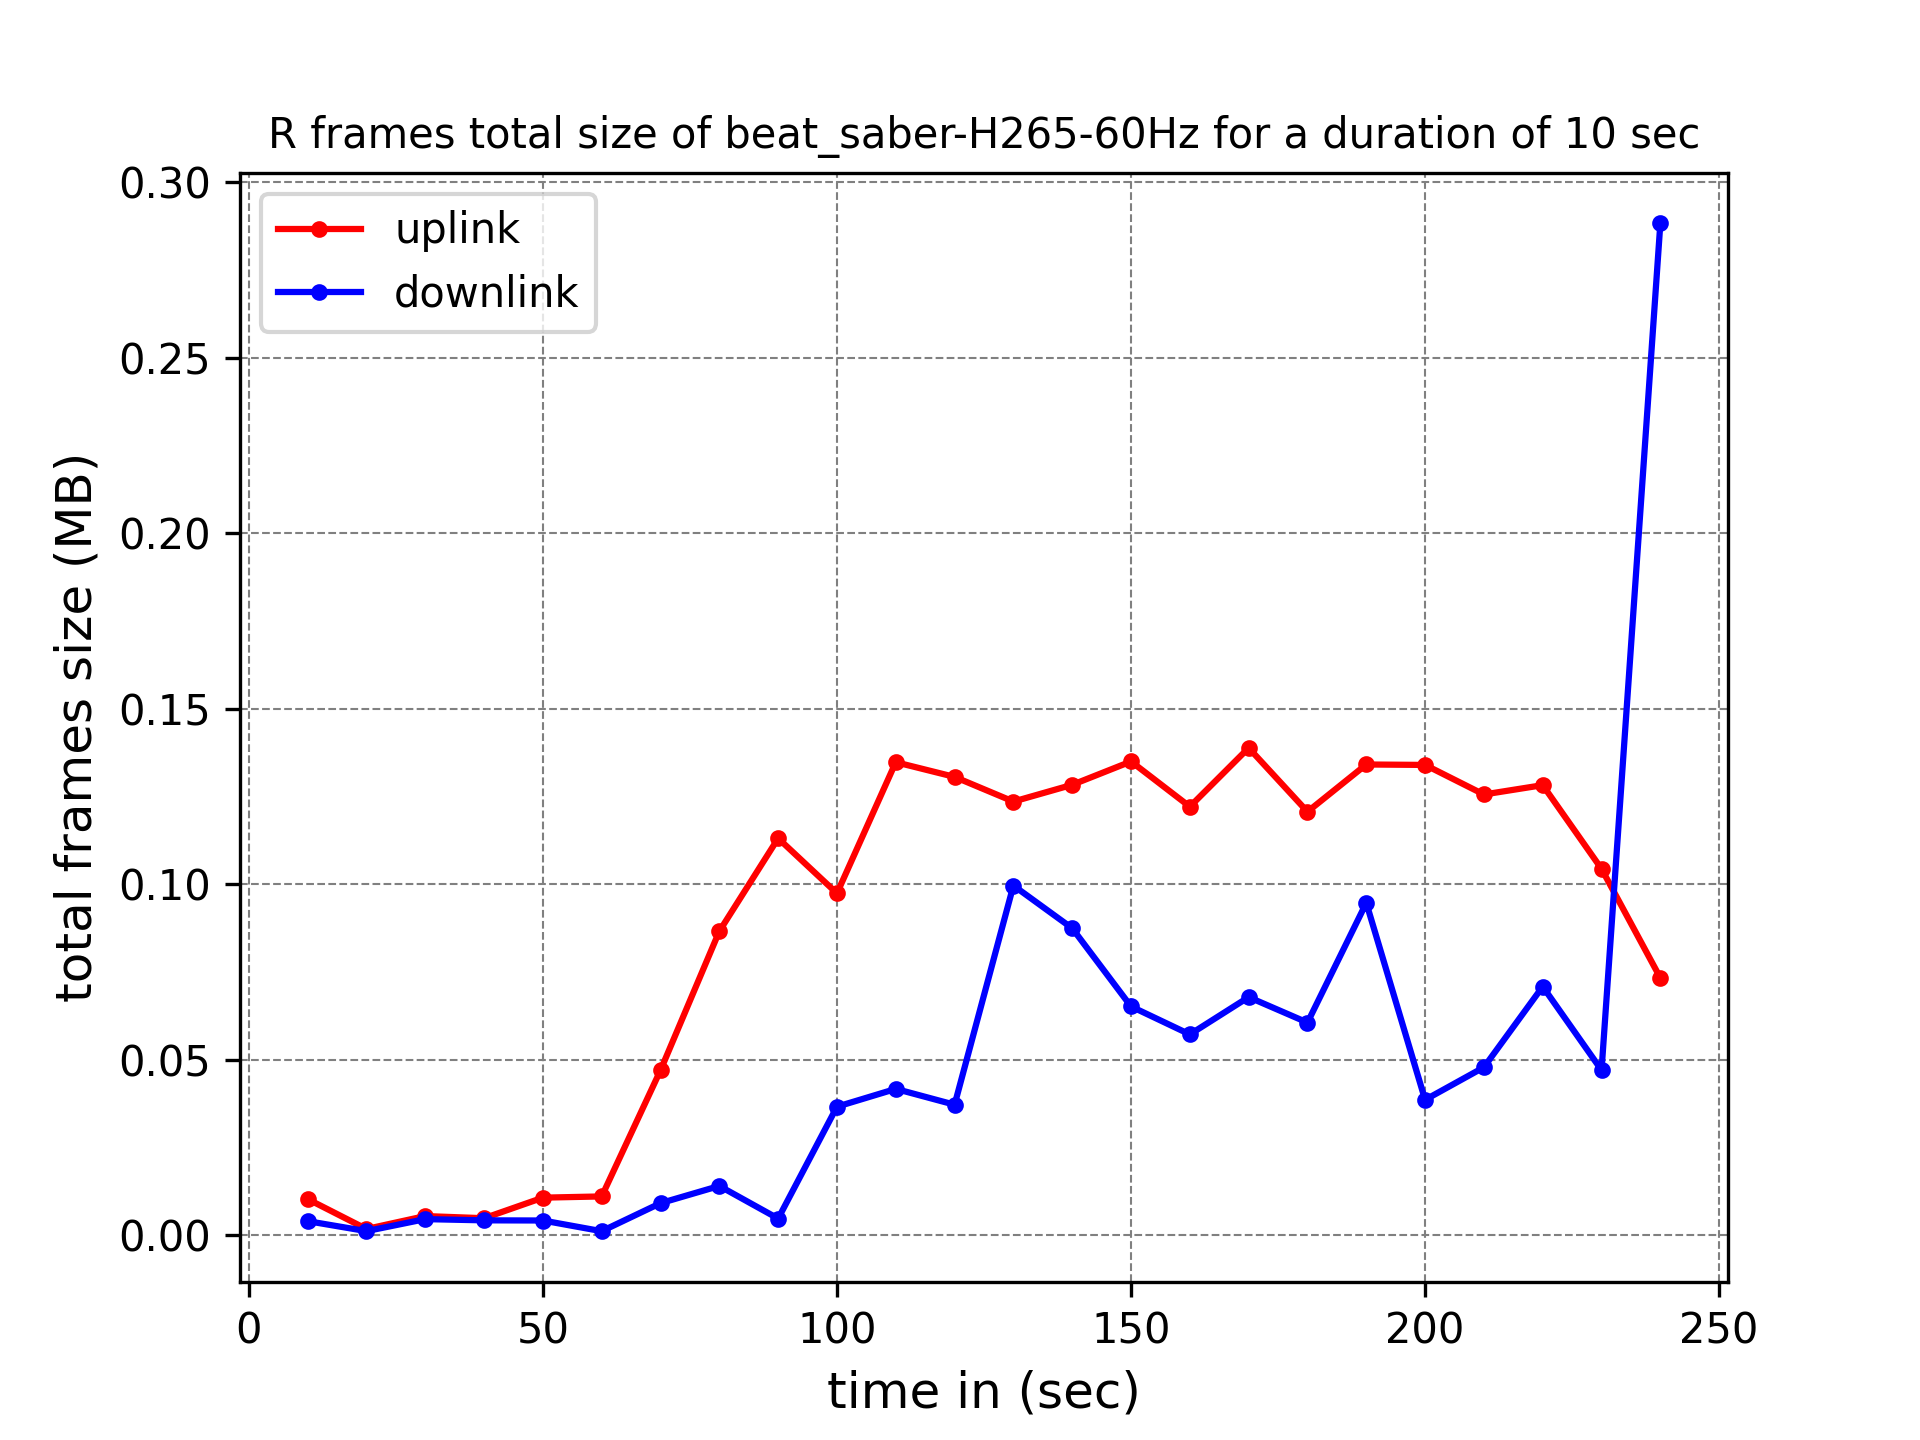 R frames total size of beat_saber-H265-60Hz for a duration of 10 sec
uplink
downlink
0.30
0.25
0.20
0.15
0.10
0.05
0.00
total frames size (MB)
0 50 100 150 200 250
time in (sec)